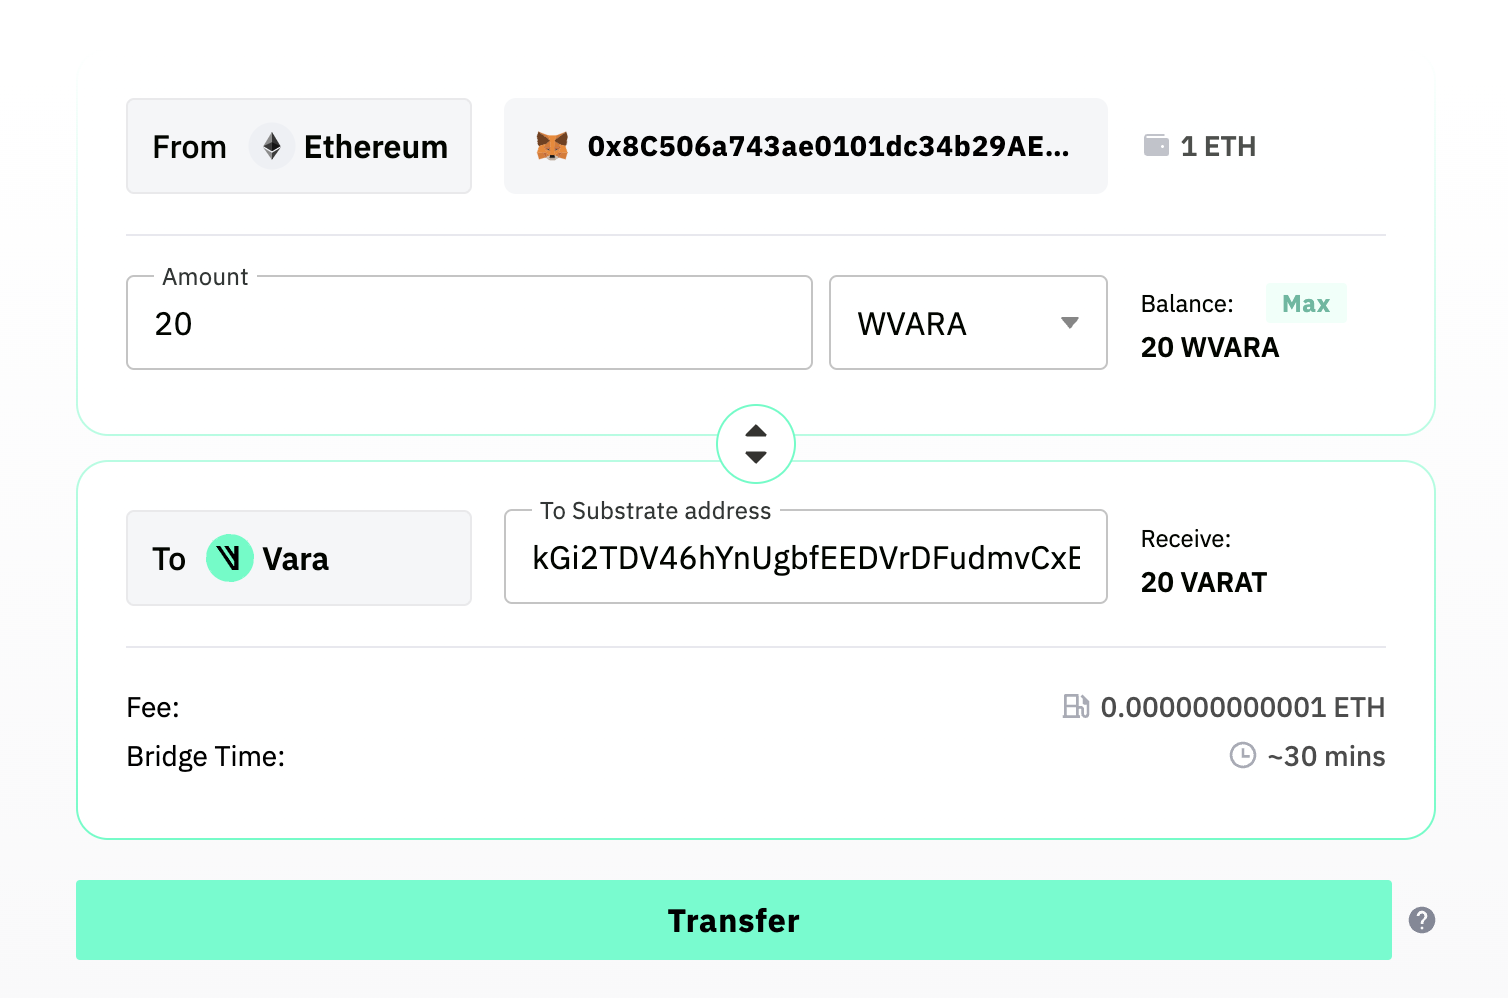 From Ethereum 0x8C506a743ae0101dc34b29AE... 1 ETH
Amount
20 WVARA
Balance: Max
20 WVARA
To Vara
To Substrate address
kGi2TDV46hYnUgbfEEDVrDFudmvCxE
Receive:
20 VARAT
Fee: 0.000000000001 ETH
Bridge Time: ~30 mins
Transfer ?